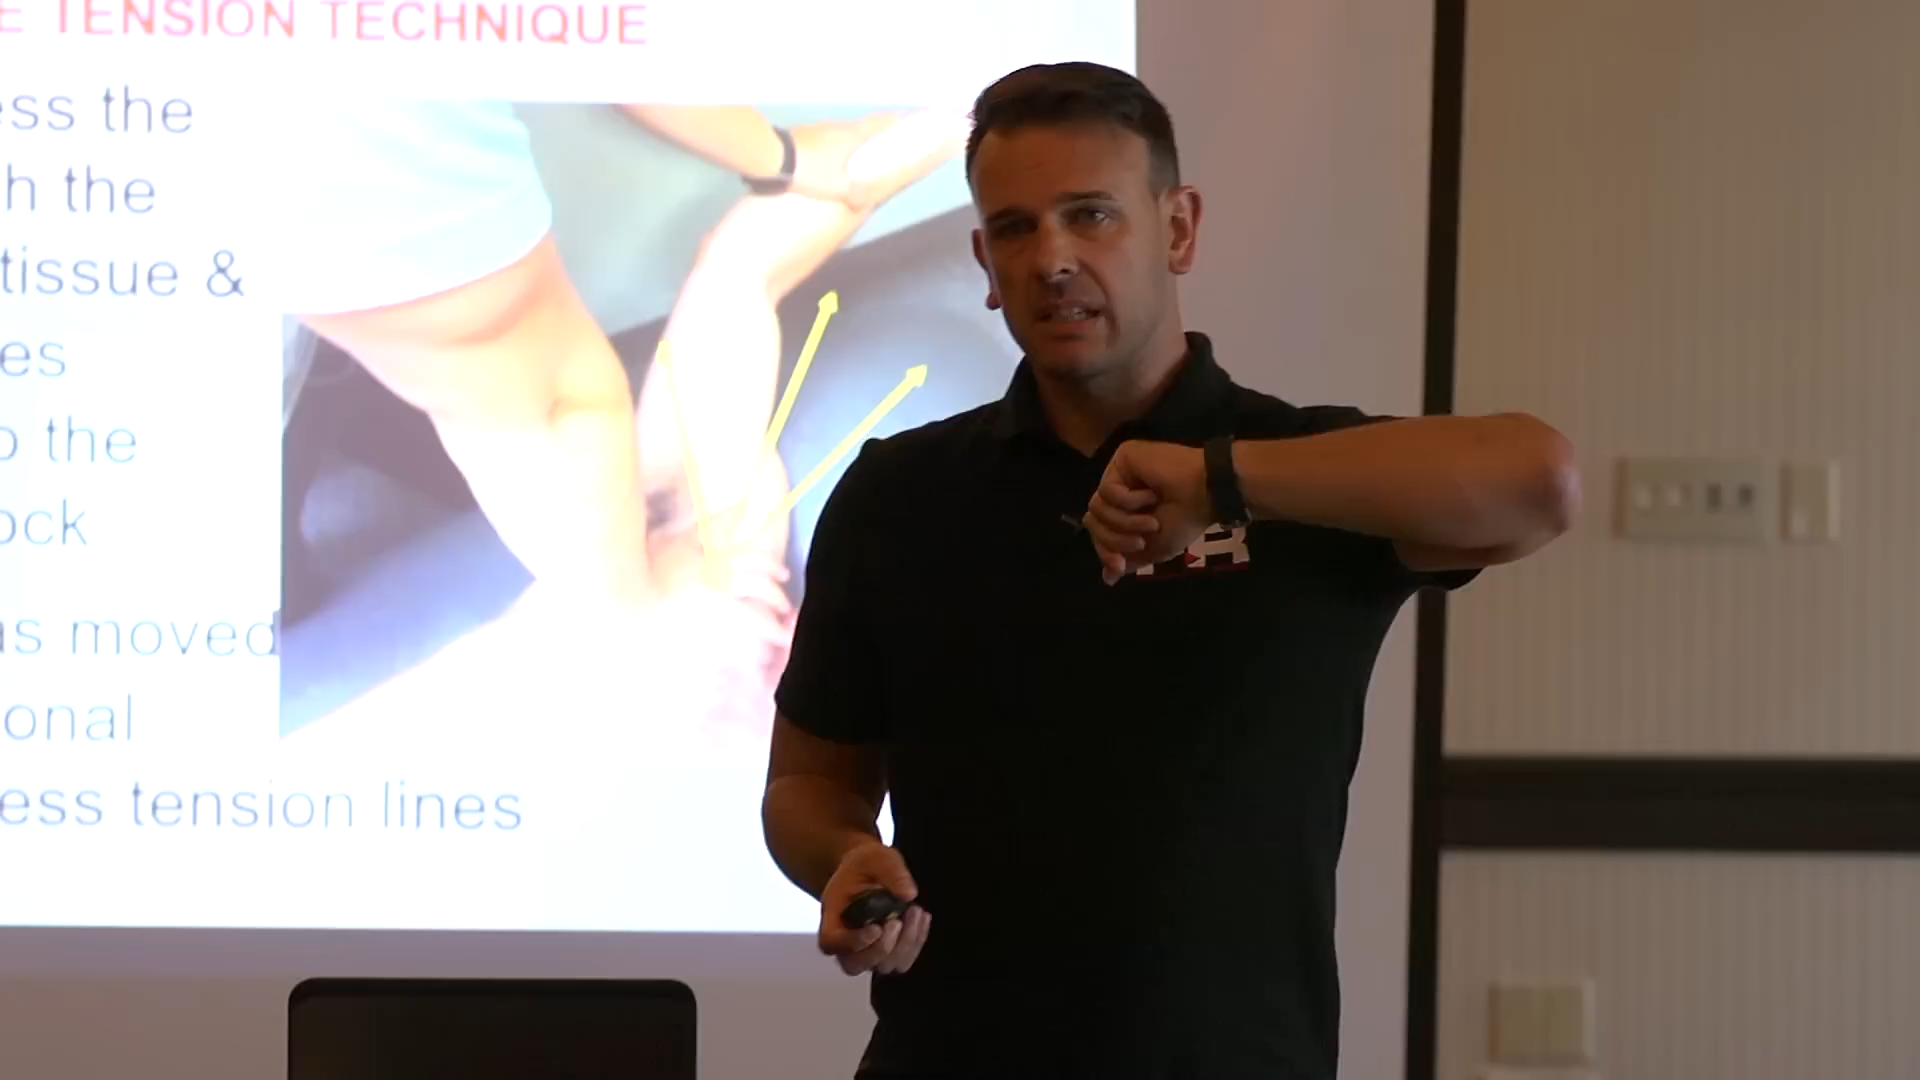 E TENSION TECHNIQUE
ess the
h the
tissue &
es
o the
ock
as moved
onal
ess tension lines
R